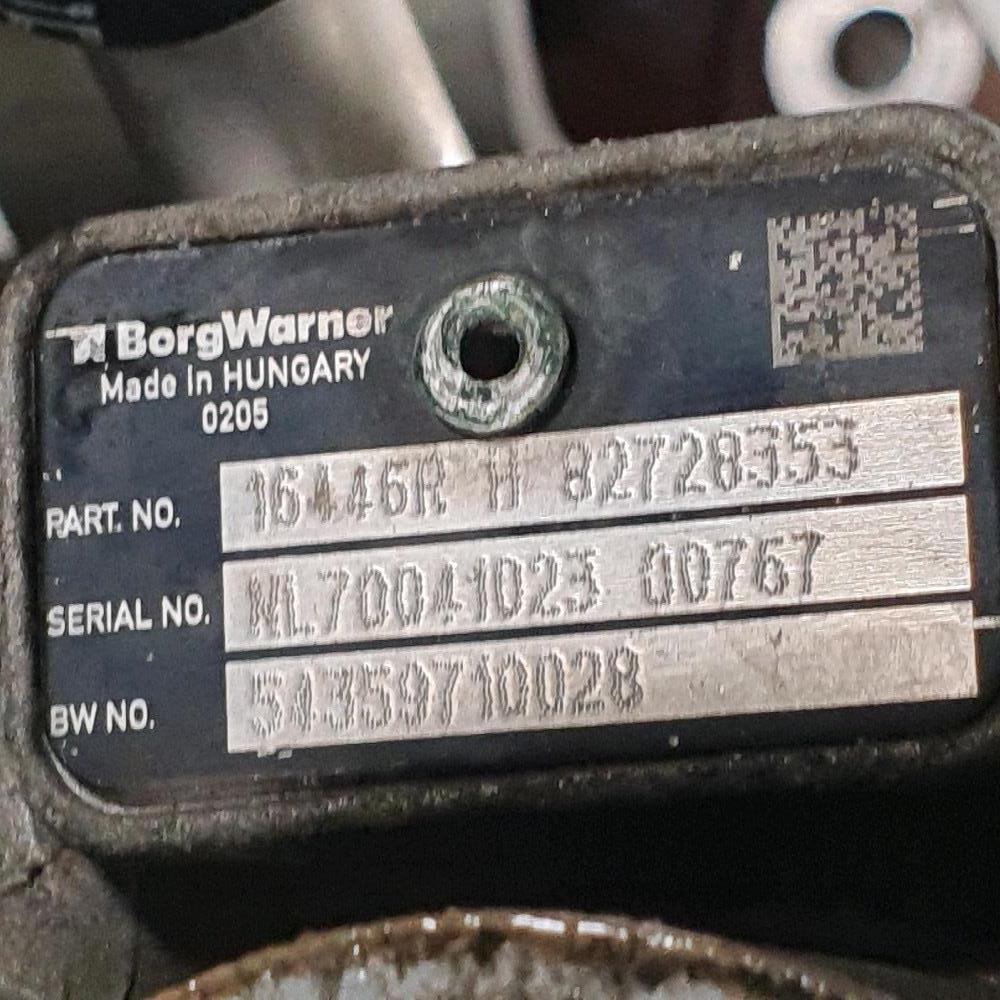 BorgWarner
Made in HUNGARY
0205
PART. NO. 16446R H 82728353
SERIAL NO. NL70041023 00767
BW NO. 54359710028